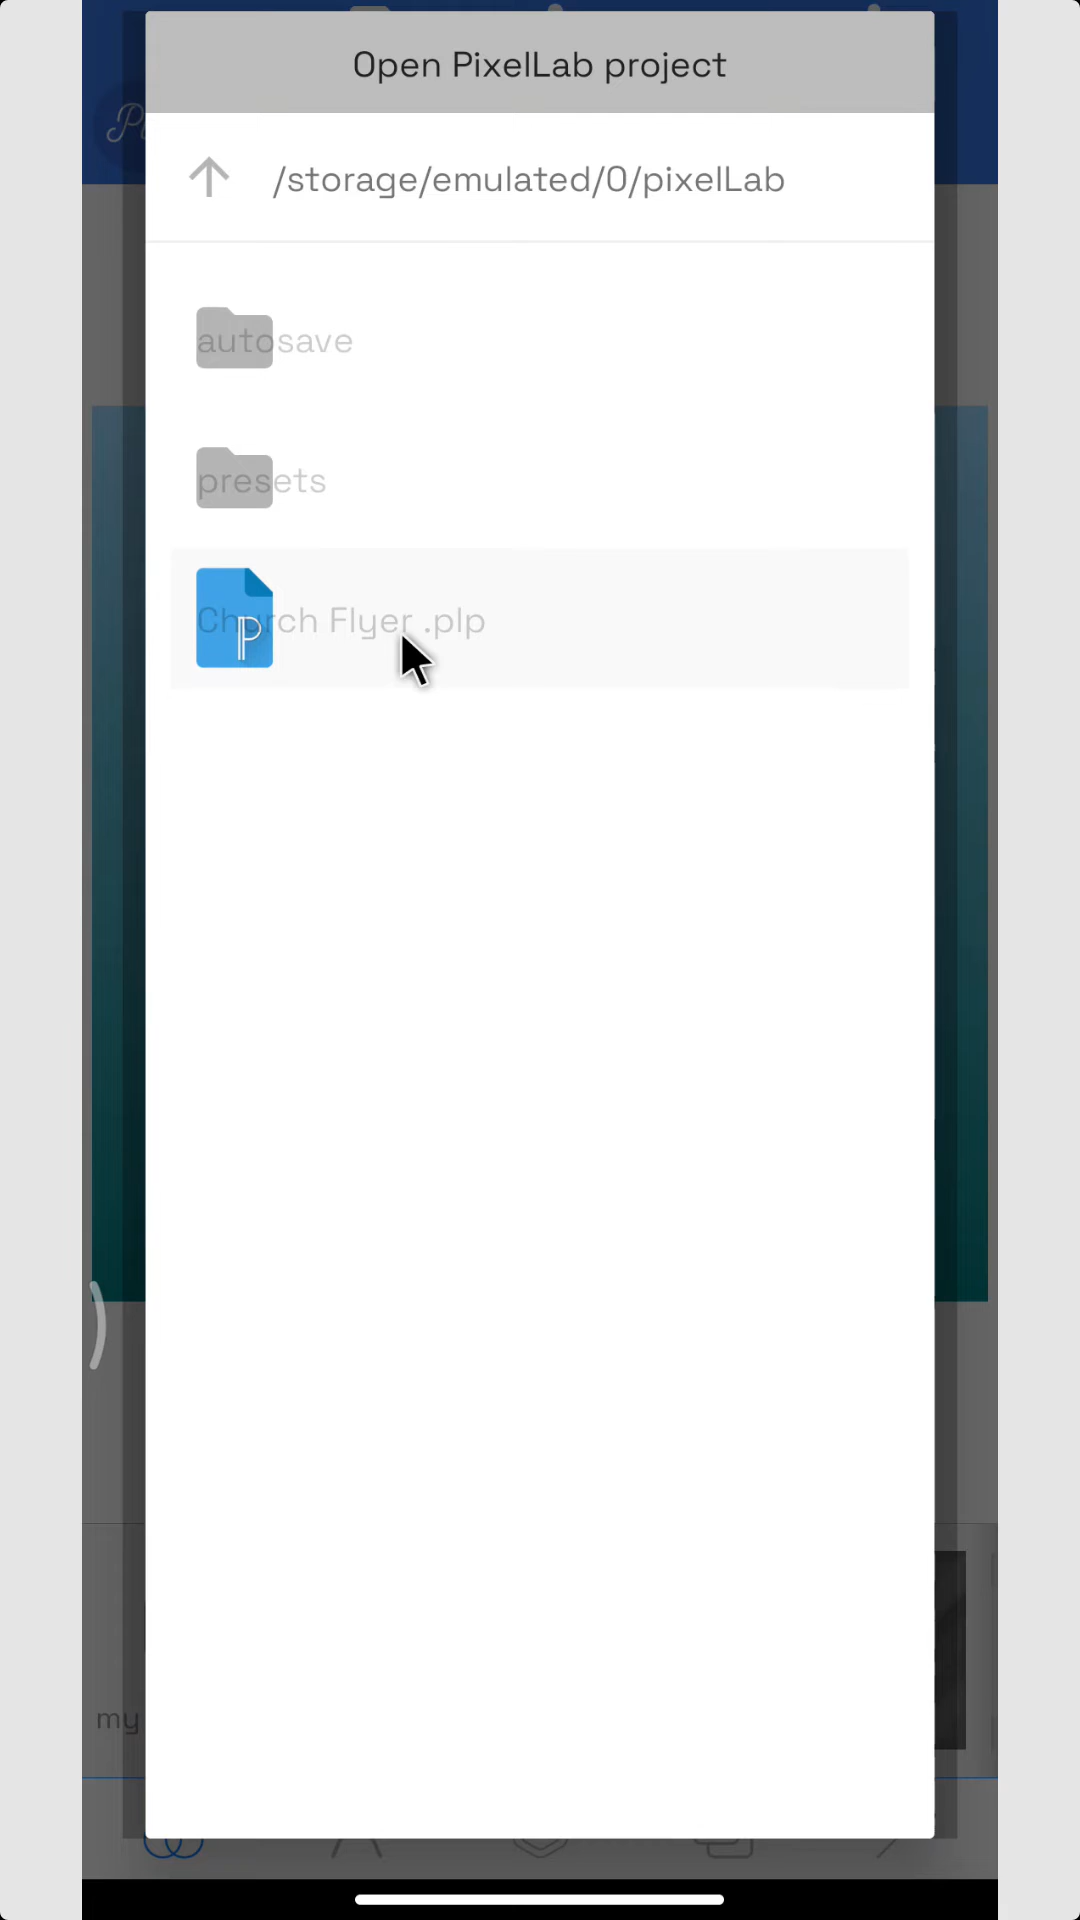 Open PixelLab project
/storage/emulated/0/pixelLab
autosave
presets
Church Flyer .plp
my